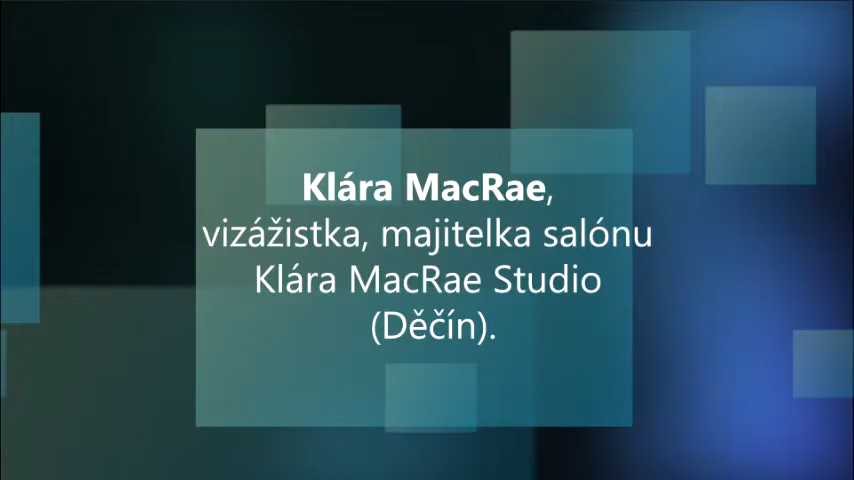 Klára MacRae,
vizážistka, majitelka salónu
Klára MacRae Studio
(Děčín).